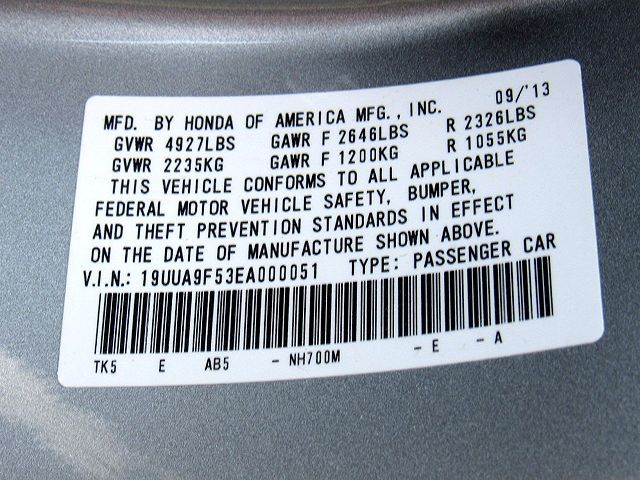 MFD. BY HONDA OF AMERICA MFG., INC. 09/'13
GVWR 4927LBS GAWR F 2646LBS R 2326LBS
GVWR 2235KG GAWR F 1200KG R 1055KG
THIS VEHICLE CONFORMS TO ALL APPLICABLE
FEDERAL MOTOR VEHICLE SAFETY, BUMPER,
AND THEFT PREVENTION STANDARDS IN EFFECT
ON THE DATE OF MANUFACTURE SHOWN ABOVE.
V.I.N.: 19UUA9F53EA000051 TYPE: PASSENGER CAR
TK5 E AB5 - NH700M - E - A